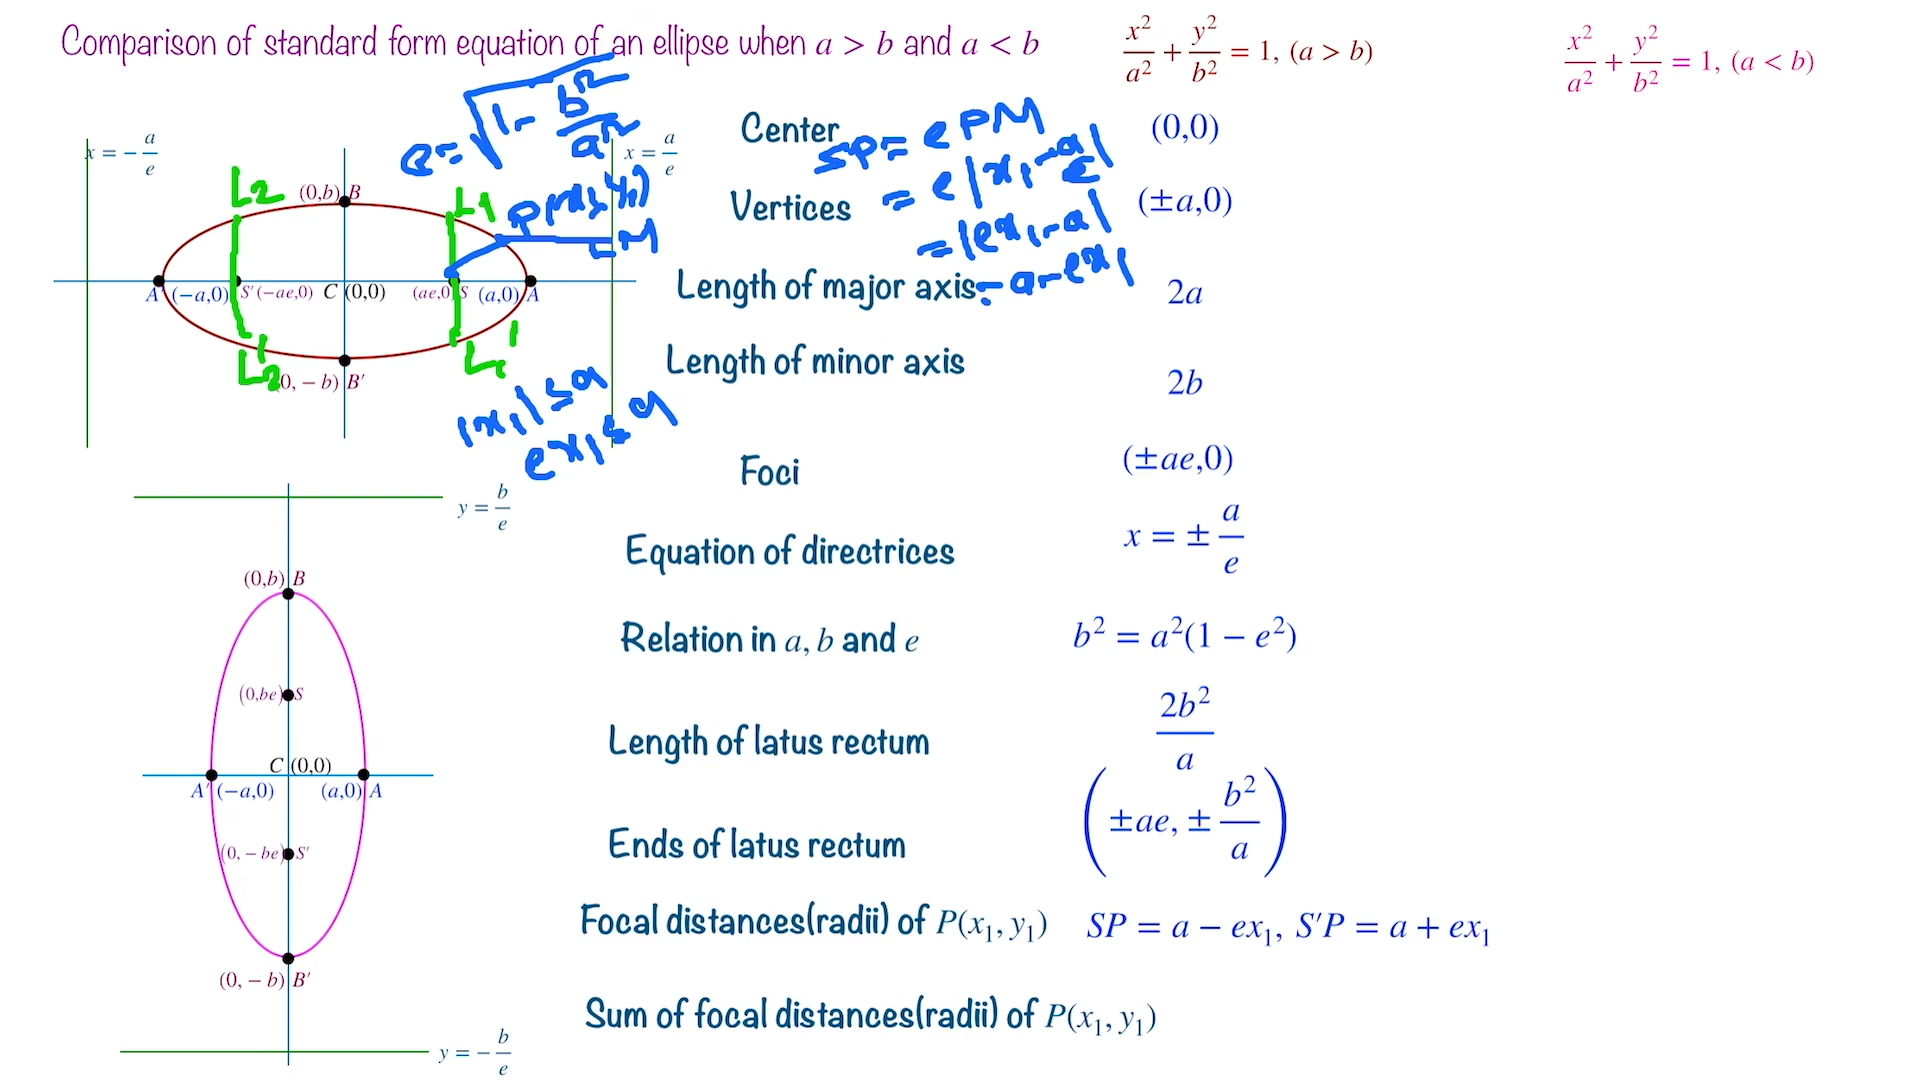 Comparison of standard form equation of an ellipse when a > b and a < b
x²/a² + y²/b² = 1, (a > b)
x²/a² + y²/b² = 1, (a < b)
e = √(1 - b²/a²)
x = - a/e
x = a/e
L2
(0,b) B
L1
P(x₁, y₁)
M
A' (−a,0)
S' (−ae,0)
C (0,0)
(ae,0) S
(a,0) A
L2'
(0, − b) B'
L1'
|x₁| ≤ a
ex₁ ≤ a
Center
SP = e PM
(0,0)
= e |x₁ - a/e|
Vertices
(±a,0)
= |ex₁ - a|
= a - ex₁
Length of major axis
2a
Length of minor axis
2b
Foci
(±ae,0)
y = b/e
Equation of directrices
x = ± a/e
(0,b) B
Relation in a, b and e
b² = a²(1 − e²)
(0,be) S
Length of latus rectum
2b²/a
C (0,0)
A' (−a,0)
(a,0) A
Ends of latus rectum
(±ae, ± b²/a)
(0, − be) S'
Focal distances(radii) of P(x₁, y₁)
SP = a − ex₁, S'P = a + ex₁
(0, − b) B'
Sum of focal distances(radii) of P(x₁, y₁)
y = − b/e